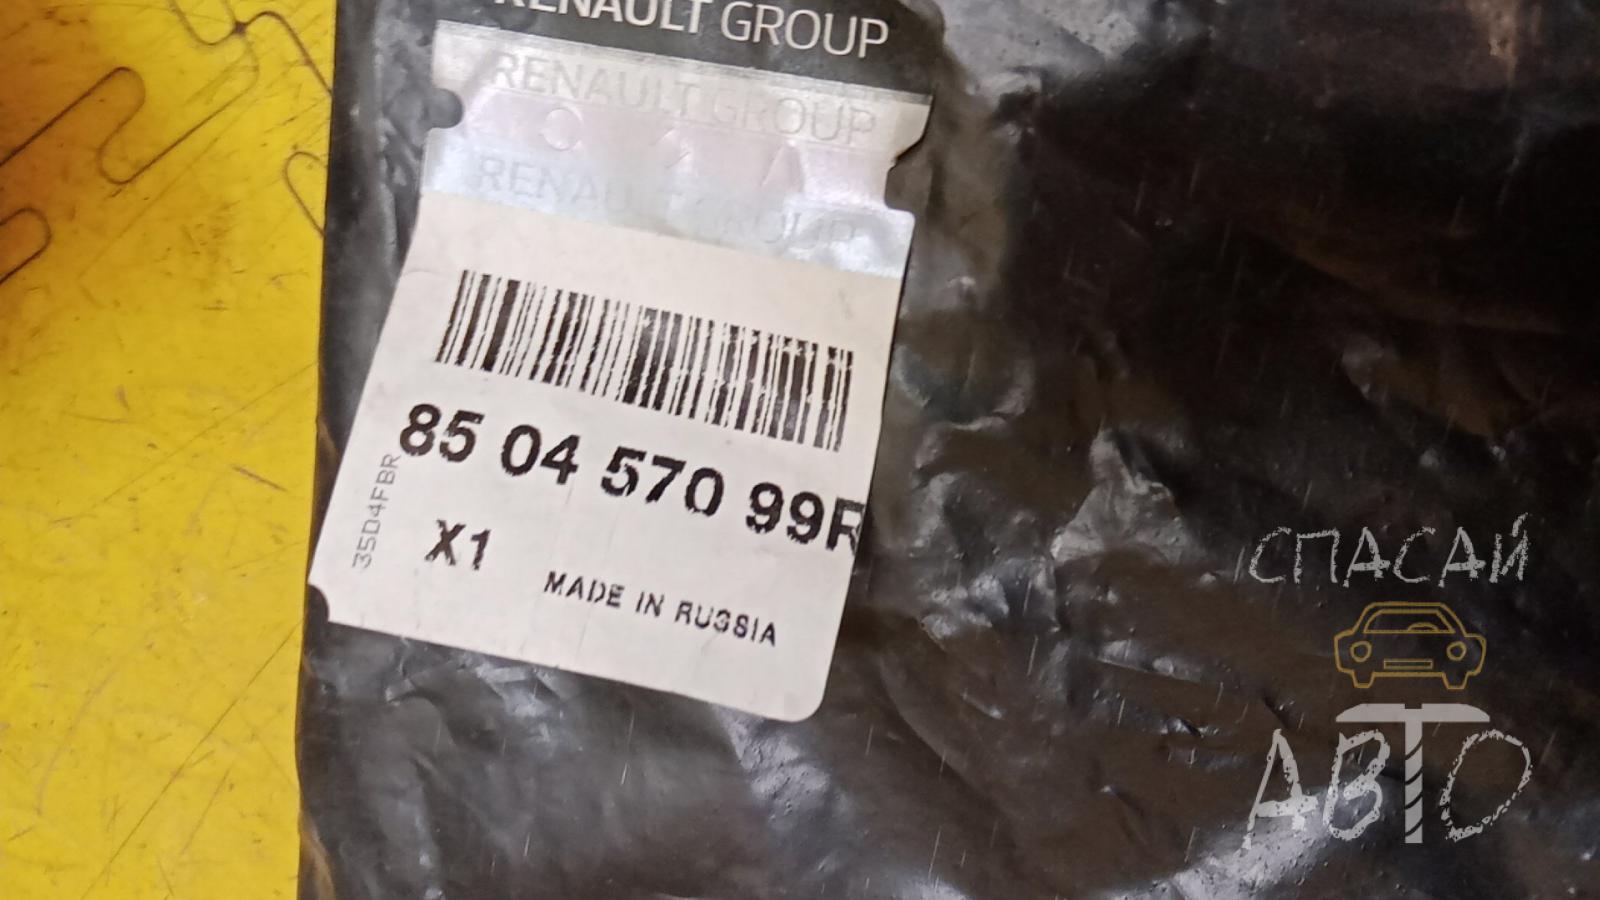 RENAULT GROUP
RENAULT GROUP
RENAULT GROUP
85 04 570 99R
35D4FBR
X1
MADE IN RUSSIA
СПАСАЙ
АВТО